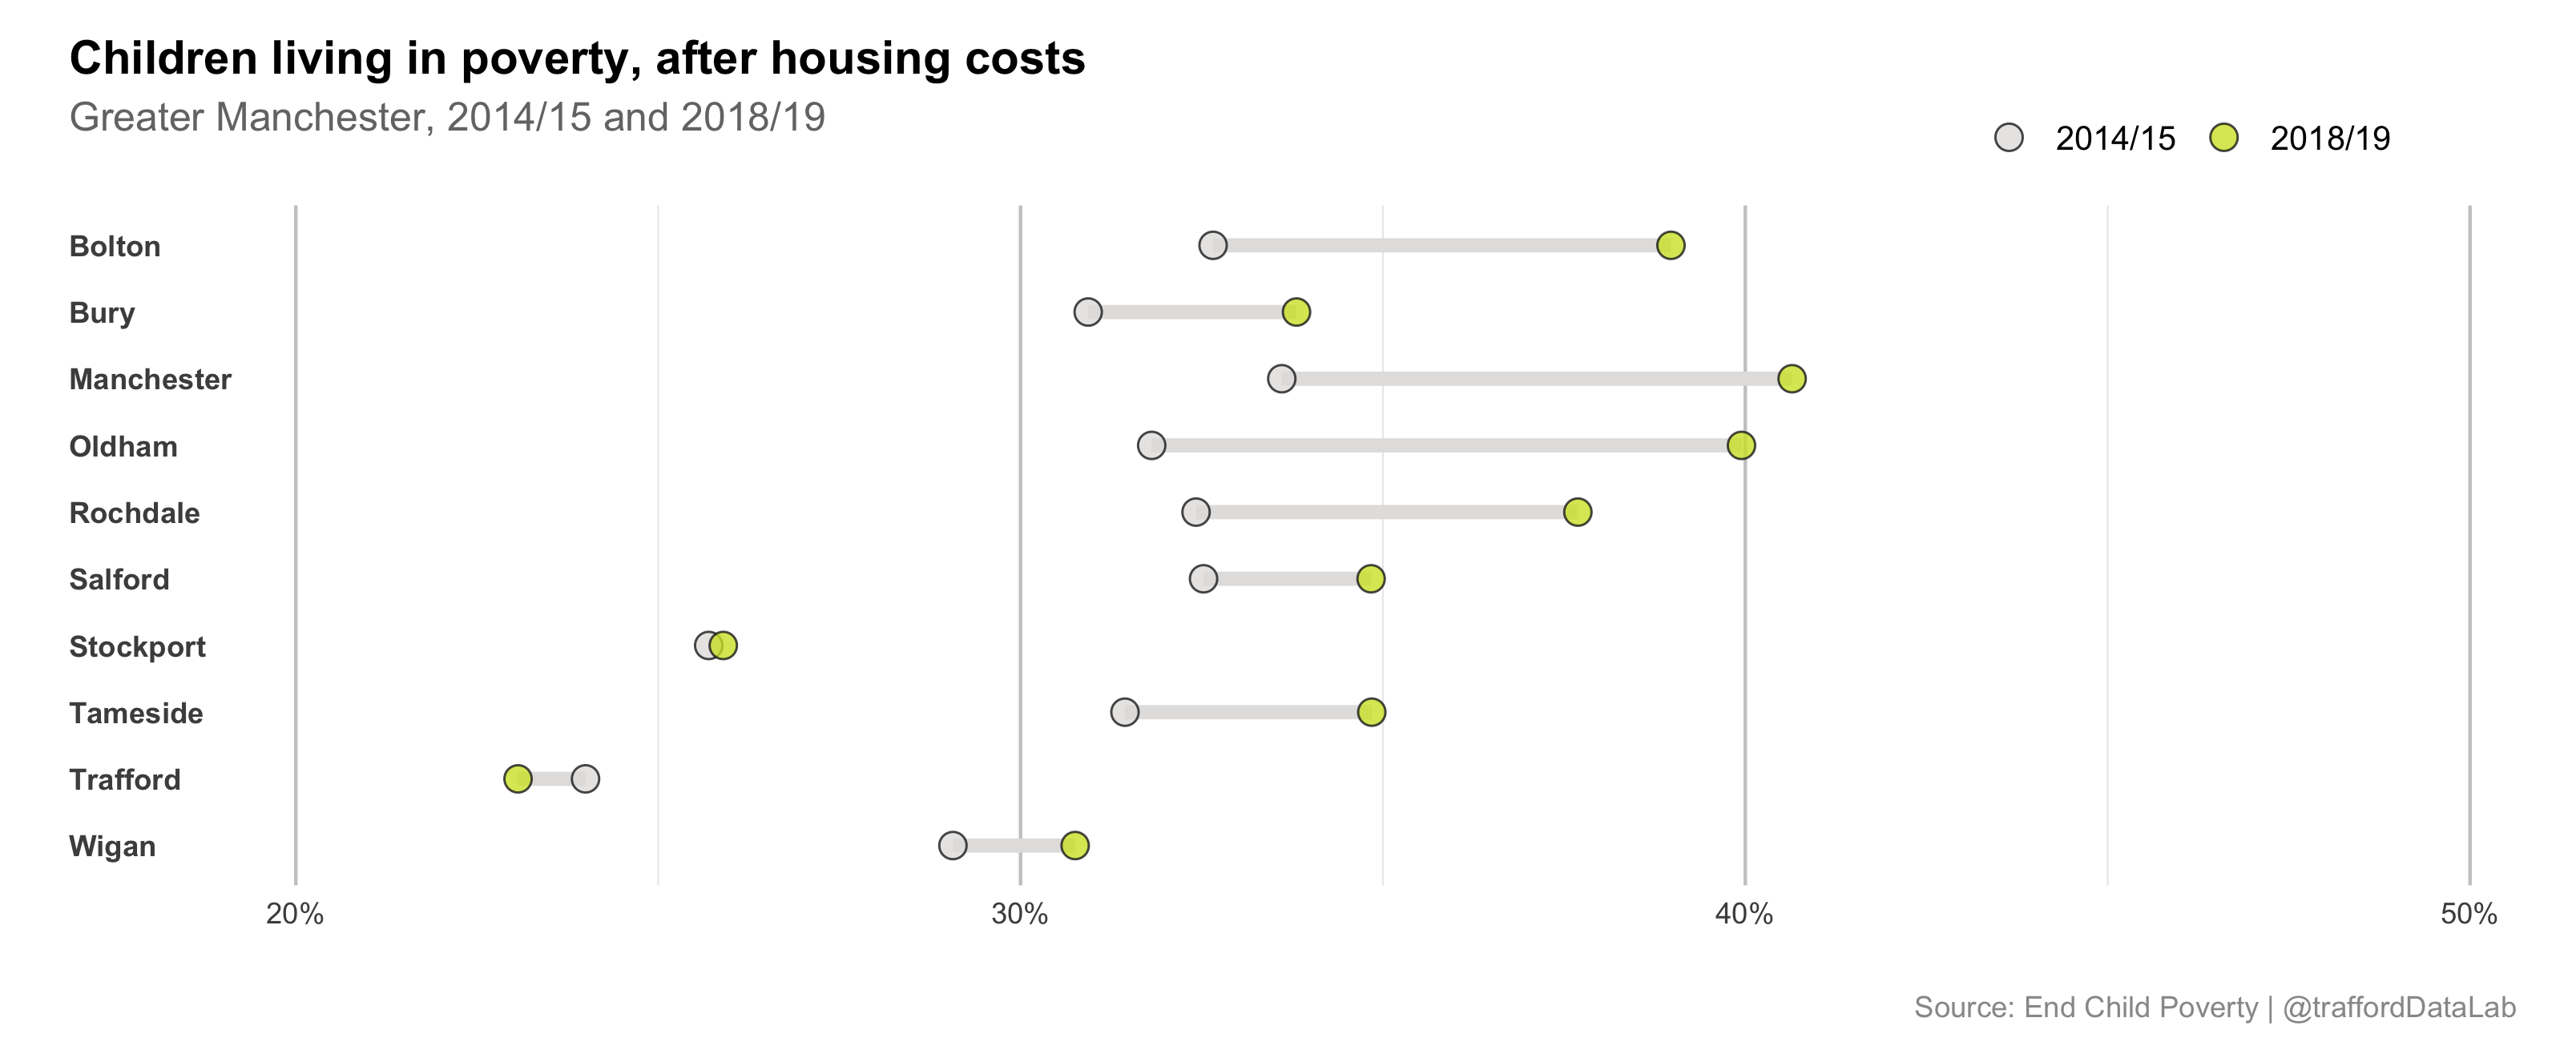 Children living in poverty, after housing costs
Greater Manchester, 2014/15 and 2018/19
2014/15 2018/19
Bolton
Bury
Manchester
Oldham
Rochdale
Salford
Stockport
Tameside
Trafford
Wigan
20% 30% 40% 50%
Source: End Child Poverty | @traffordDataLab